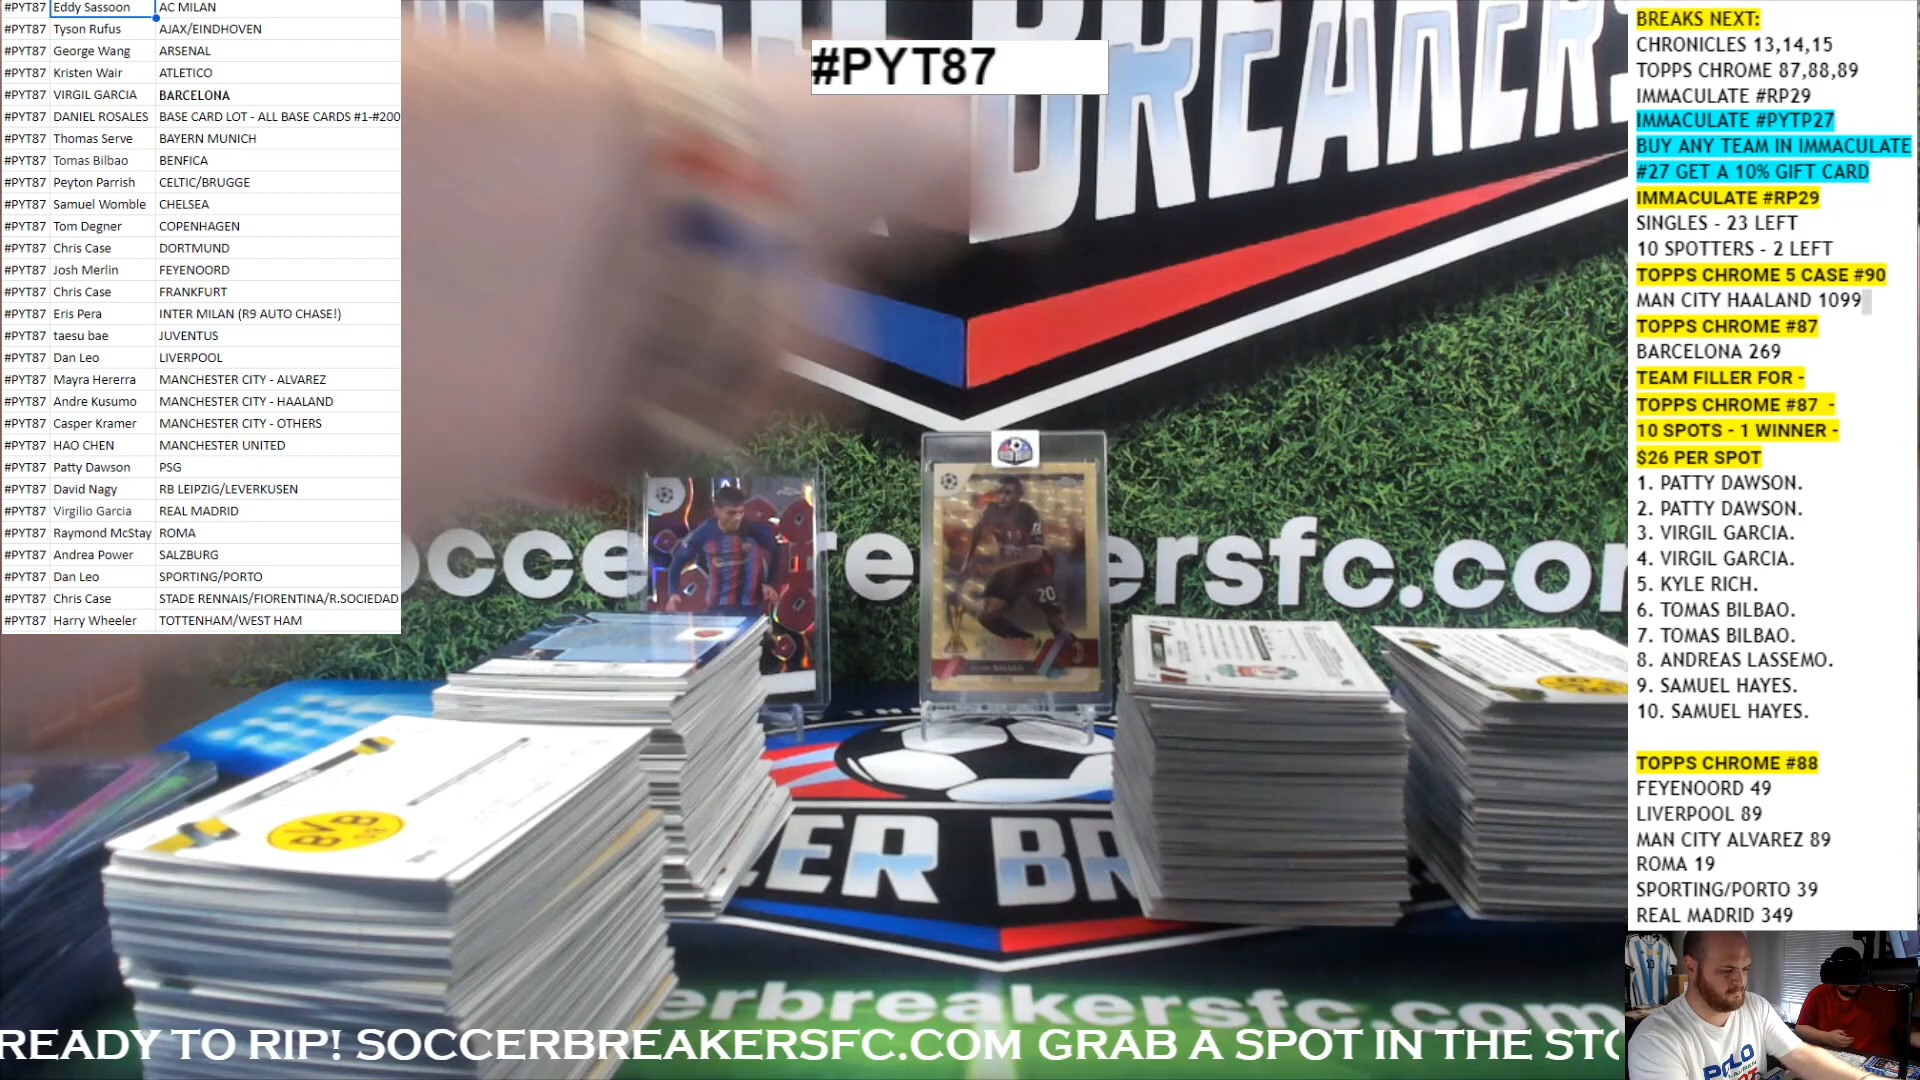 #PYT87 Eddy Sassoon AC MILAN
#PYT87 Tyson Rufus AJAX/EINDHOVEN
#PYT87 George Wang ARSENAL
#PYT87 Kristen Wair ATLETICO
#PYT87 VIRGIL GARCIA BARCELONA
#PYT87 DANIEL ROSALES BASE CARD LOT - ALL BASE CARDS #1-#200
#PYT87 Thomas Serve BAYERN MUNICH
#PYT87 Tomas Bilbao BENFICA
#PYT87 Peyton Parrish CELTIC/BRUGGE
#PYT87 Samuel Womble CHELSEA
#PYT87 Tom Degner COPENHAGEN
#PYT87 Chris Case DORTMUND
#PYT87 Josh Merlin FEYENOORD
#PYT87 Chris Case FRANKFURT
#PYT87 Eris Pera INTER MILAN (R9 AUTO CHASE!)
#PYT87 taesu bae JUVENTUS
#PYT87 Dan Leo LIVERPOOL
#PYT87 Mayra Hererra MANCHESTER CITY - ALVAREZ
#PYT87 Andre Kusumo MANCHESTER CITY - HAALAND
#PYT87 Casper Kramer MANCHESTER CITY - OTHERS
#PYT87 HAO CHEN MANCHESTER UNITED
#PYT87 Patty Dawson PSG
#PYT87 David Nagy RB LEIPZIG/LEVERKUSEN
#PYT87 Virgilio Garcia REAL MADRID
#PYT87 Raymond McStay ROMA
#PYT87 Andrea Power SALZBURG
#PYT87 Dan Leo SPORTING/PORTO
#PYT87 Chris Case STADE RENNAIS/FIORENTINA/R.SOCIEDAD
#PYT87 Harry Wheeler TOTTENHAM/WEST HAM
#PYT87
BREAKERS
soccerbreakersfc.com
20
BVB
09
CER BR
erbreakersfc.com
READY TO RIP! SOCCERBREAKERSFC.COM GRAB A SPOT IN THE STO
BREAKS NEXT:
CHRONICLES 13,14,15
TOPPS CHROME 87,88,89
IMMACULATE #RP29
IMMACULATE #PYTP27
BUY ANY TEAM IN IMMACULATE
#27 GET A 10% GIFT CARD
IMMACULATE #RP29
SINGLES - 23 LEFT
10 SPOTTERS - 2 LEFT
TOPPS CHROME 5 CASE #90
MAN CITY HAALAND 1099
TOPPS CHROME #87
BARCELONA 269
TEAM FILLER FOR -
TOPPS CHROME #87 -
10 SPOTS - 1 WINNER -
$26 PER SPOT
1. PATTY DAWSON.
2. PATTY DAWSON.
3. VIRGIL GARCIA.
4. VIRGIL GARCIA.
5. KYLE RICH.
6. TOMAS BILBAO.
7. TOMAS BILBAO.
8. ANDREAS LASSEMO.
9. SAMUEL HAYES.
10. SAMUEL HAYES.
TOPPS CHROME #88
FEYENOORD 49
LIVERPOOL 89
MAN CITY ALVAREZ 89
ROMA 19
SPORTING/PORTO 39
REAL MADRID 349
POLO